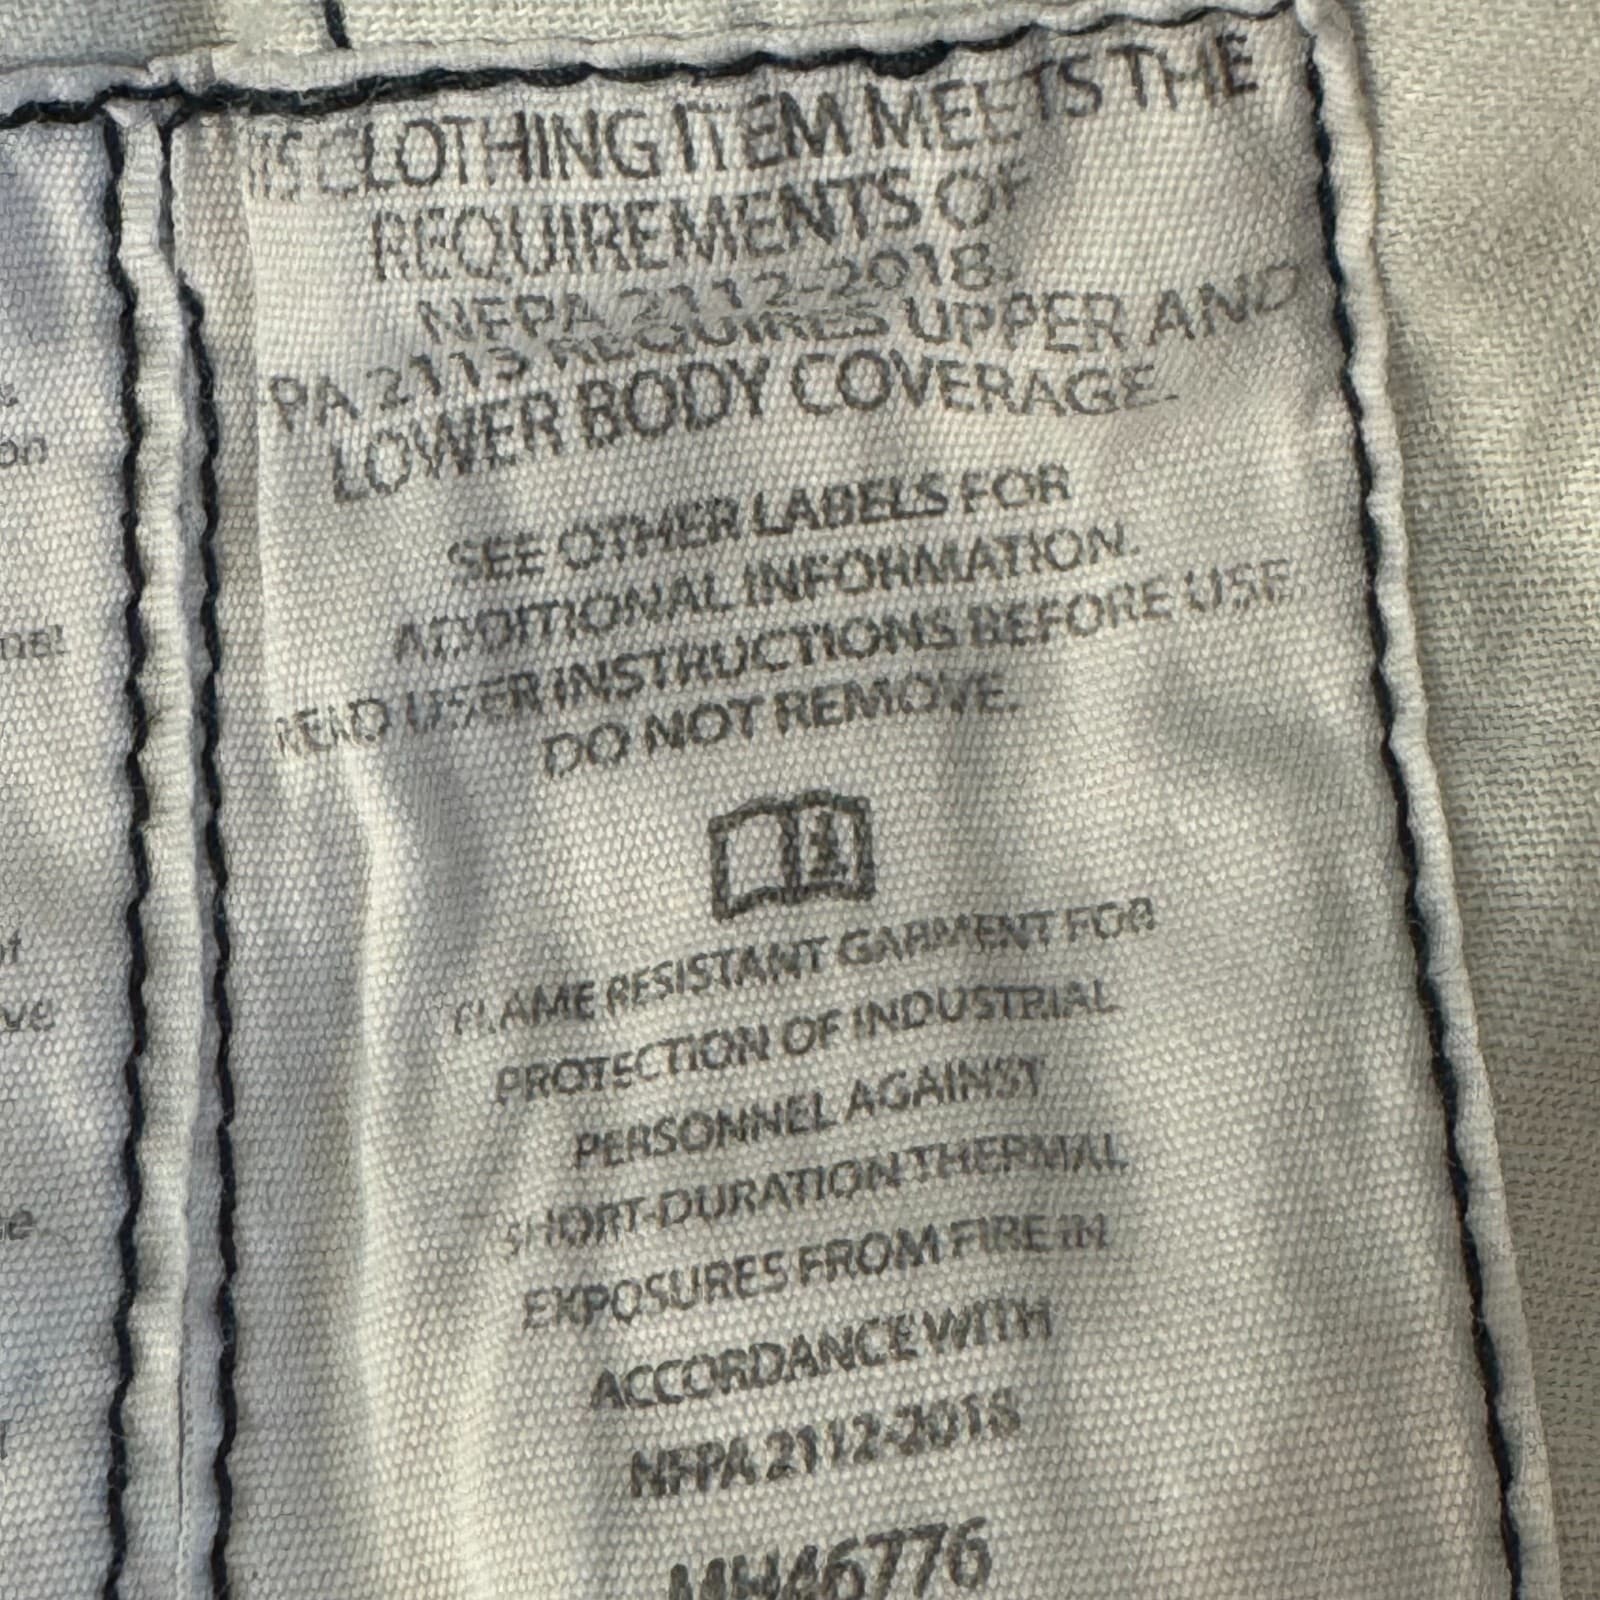 CLOTHING ITEM MEETS THE
REQUIREMENTS OF
NFPA 2112-2018.
PA 2113 REQUIRES UPPER AND
LOWER BODY COVERAGE.
SEE OTHER LABELS FOR
ADDITIONAL INFORMATION.
READ USER INSTRUCTIONS BEFORE USE.
DO NOT REMOVE.
FLAME RESISTANT GARMENT FOR
PROTECTION OF INDUSTRIAL
PERSONNEL AGAINST
SHORT-DURATION THERMAL
EXPOSURES FROM FIRE IN
ACCORDANCE WITH
NFPA 2112-2018
MH46776